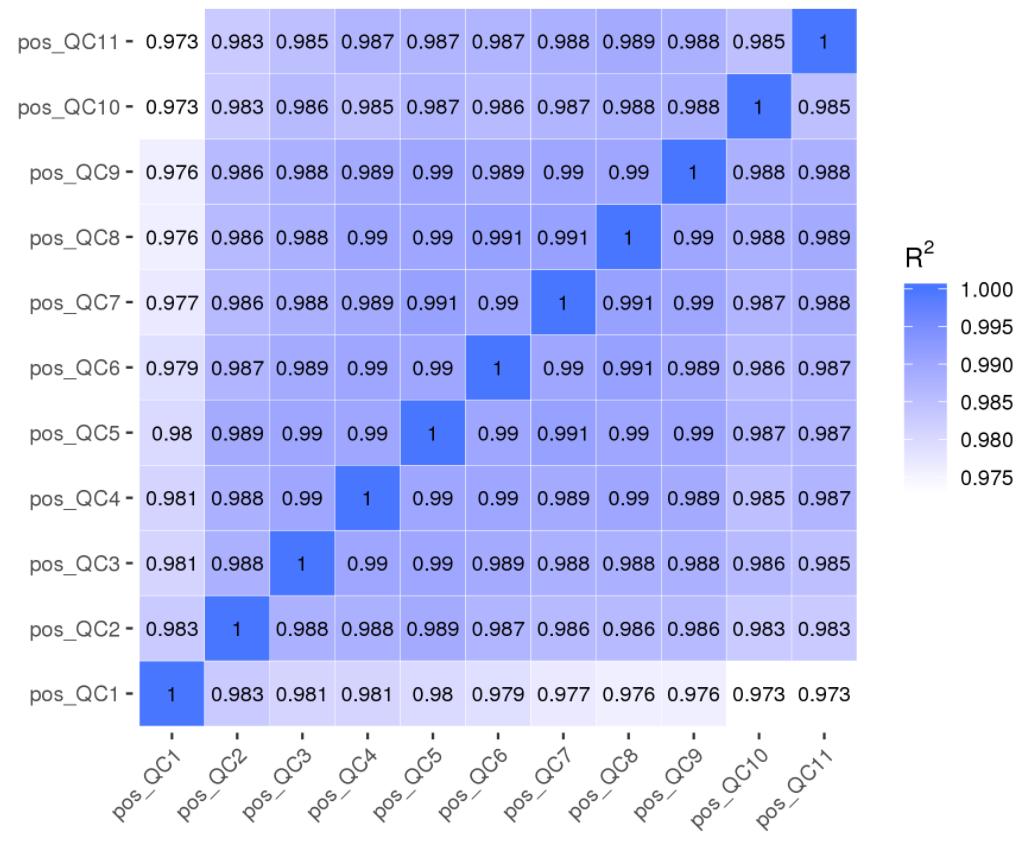 pos_QC11 0.973 0.983 0.985 0.987 0.987 0.987 0.988 0.989 0.988 0.985 1
pos_QC10 0.973 0.983 0.986 0.985 0.987 0.986 0.987 0.988 0.988 1 0.985
pos_QC9 0.976 0.986 0.988 0.989 0.99 0.989 0.99 0.99 1 0.988 0.988
pos_QC8 0.976 0.986 0.988 0.99 0.99 0.991 0.991 1 0.99 0.988 0.989
pos_QC7 0.977 0.986 0.988 0.989 0.991 0.99 1 0.991 0.99 0.987 0.988
pos_QC6 0.979 0.987 0.989 0.99 0.99 1 0.99 0.991 0.989 0.986 0.987
pos_QC5 0.98 0.989 0.99 0.99 1 0.99 0.991 0.99 0.99 0.987 0.987
pos_QC4 0.981 0.988 0.99 1 0.99 0.99 0.989 0.99 0.989 0.985 0.987
pos_QC3 0.981 0.988 1 0.99 0.99 0.989 0.988 0.988 0.988 0.986 0.985
pos_QC2 0.983 1 0.988 0.988 0.989 0.987 0.986 0.986 0.986 0.983 0.983
pos_QC1 1 0.983 0.981 0.981 0.98 0.979 0.977 0.976 0.976 0.973 0.973
pos_QC1 pos_QC2 pos_QC3 pos_QC4 pos_QC5 pos_QC6 pos_QC7 pos_QC8 pos_QC9 pos_QC10 pos_QC11
R²
1.000
0.995
0.990
0.985
0.980
0.975